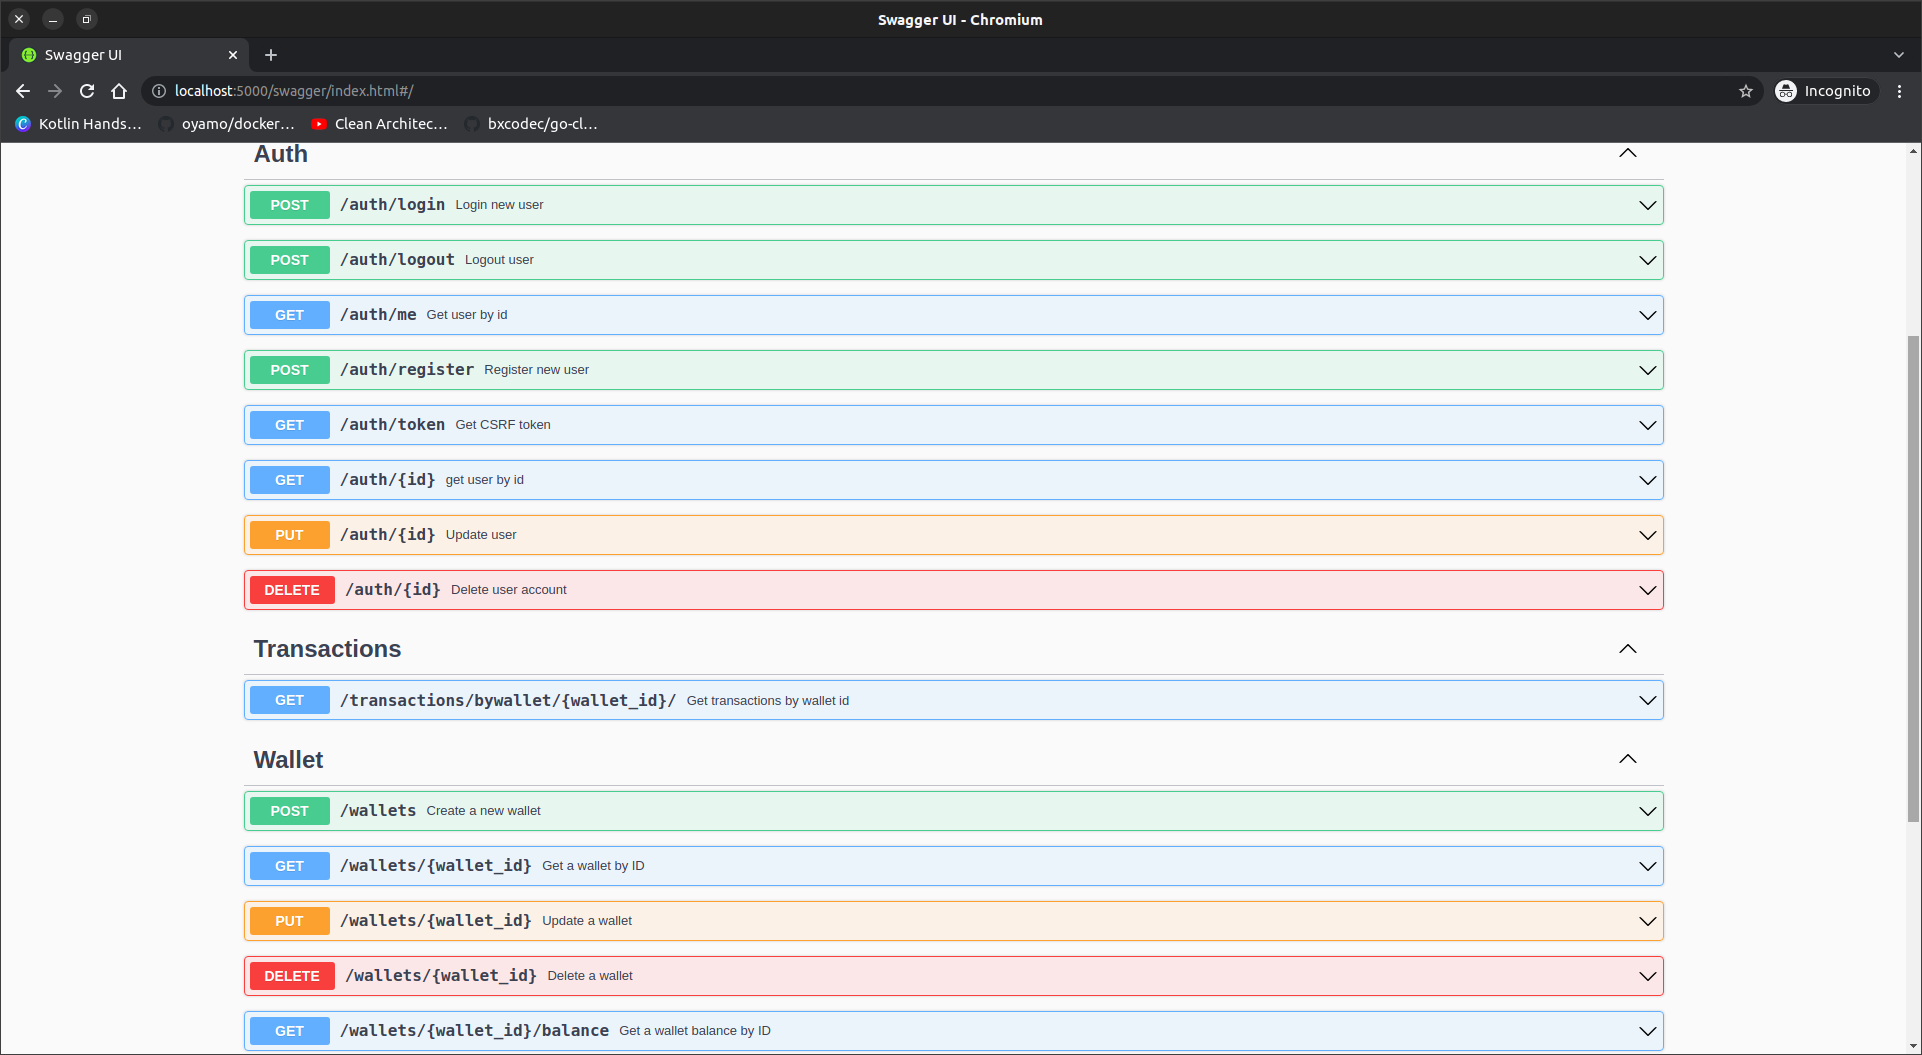 Swagger UI - Chromium
Swagger UI
localhost:5000/swagger/index.html#/
Incognito
Kotlin Hands...
oyamo/docker...
Clean Architec...
bxcodec/go-cl...
Auth
POST /auth/login Login new user
POST /auth/logout Logout user
GET /auth/me Get user by id
POST /auth/register Register new user
GET /auth/token Get CSRF token
GET /auth/{id} get user by id
PUT /auth/{id} Update user
DELETE /auth/{id} Delete user account
Transactions
GET /transactions/bywallet/{wallet_id}/ Get transactions by wallet id
Wallet
POST /wallets Create a new wallet
GET /wallets/{wallet_id} Get a wallet by ID
PUT /wallets/{wallet_id} Update a wallet
DELETE /wallets/{wallet_id} Delete a wallet
GET /wallets/{wallet_id}/balance Get a wallet balance by ID